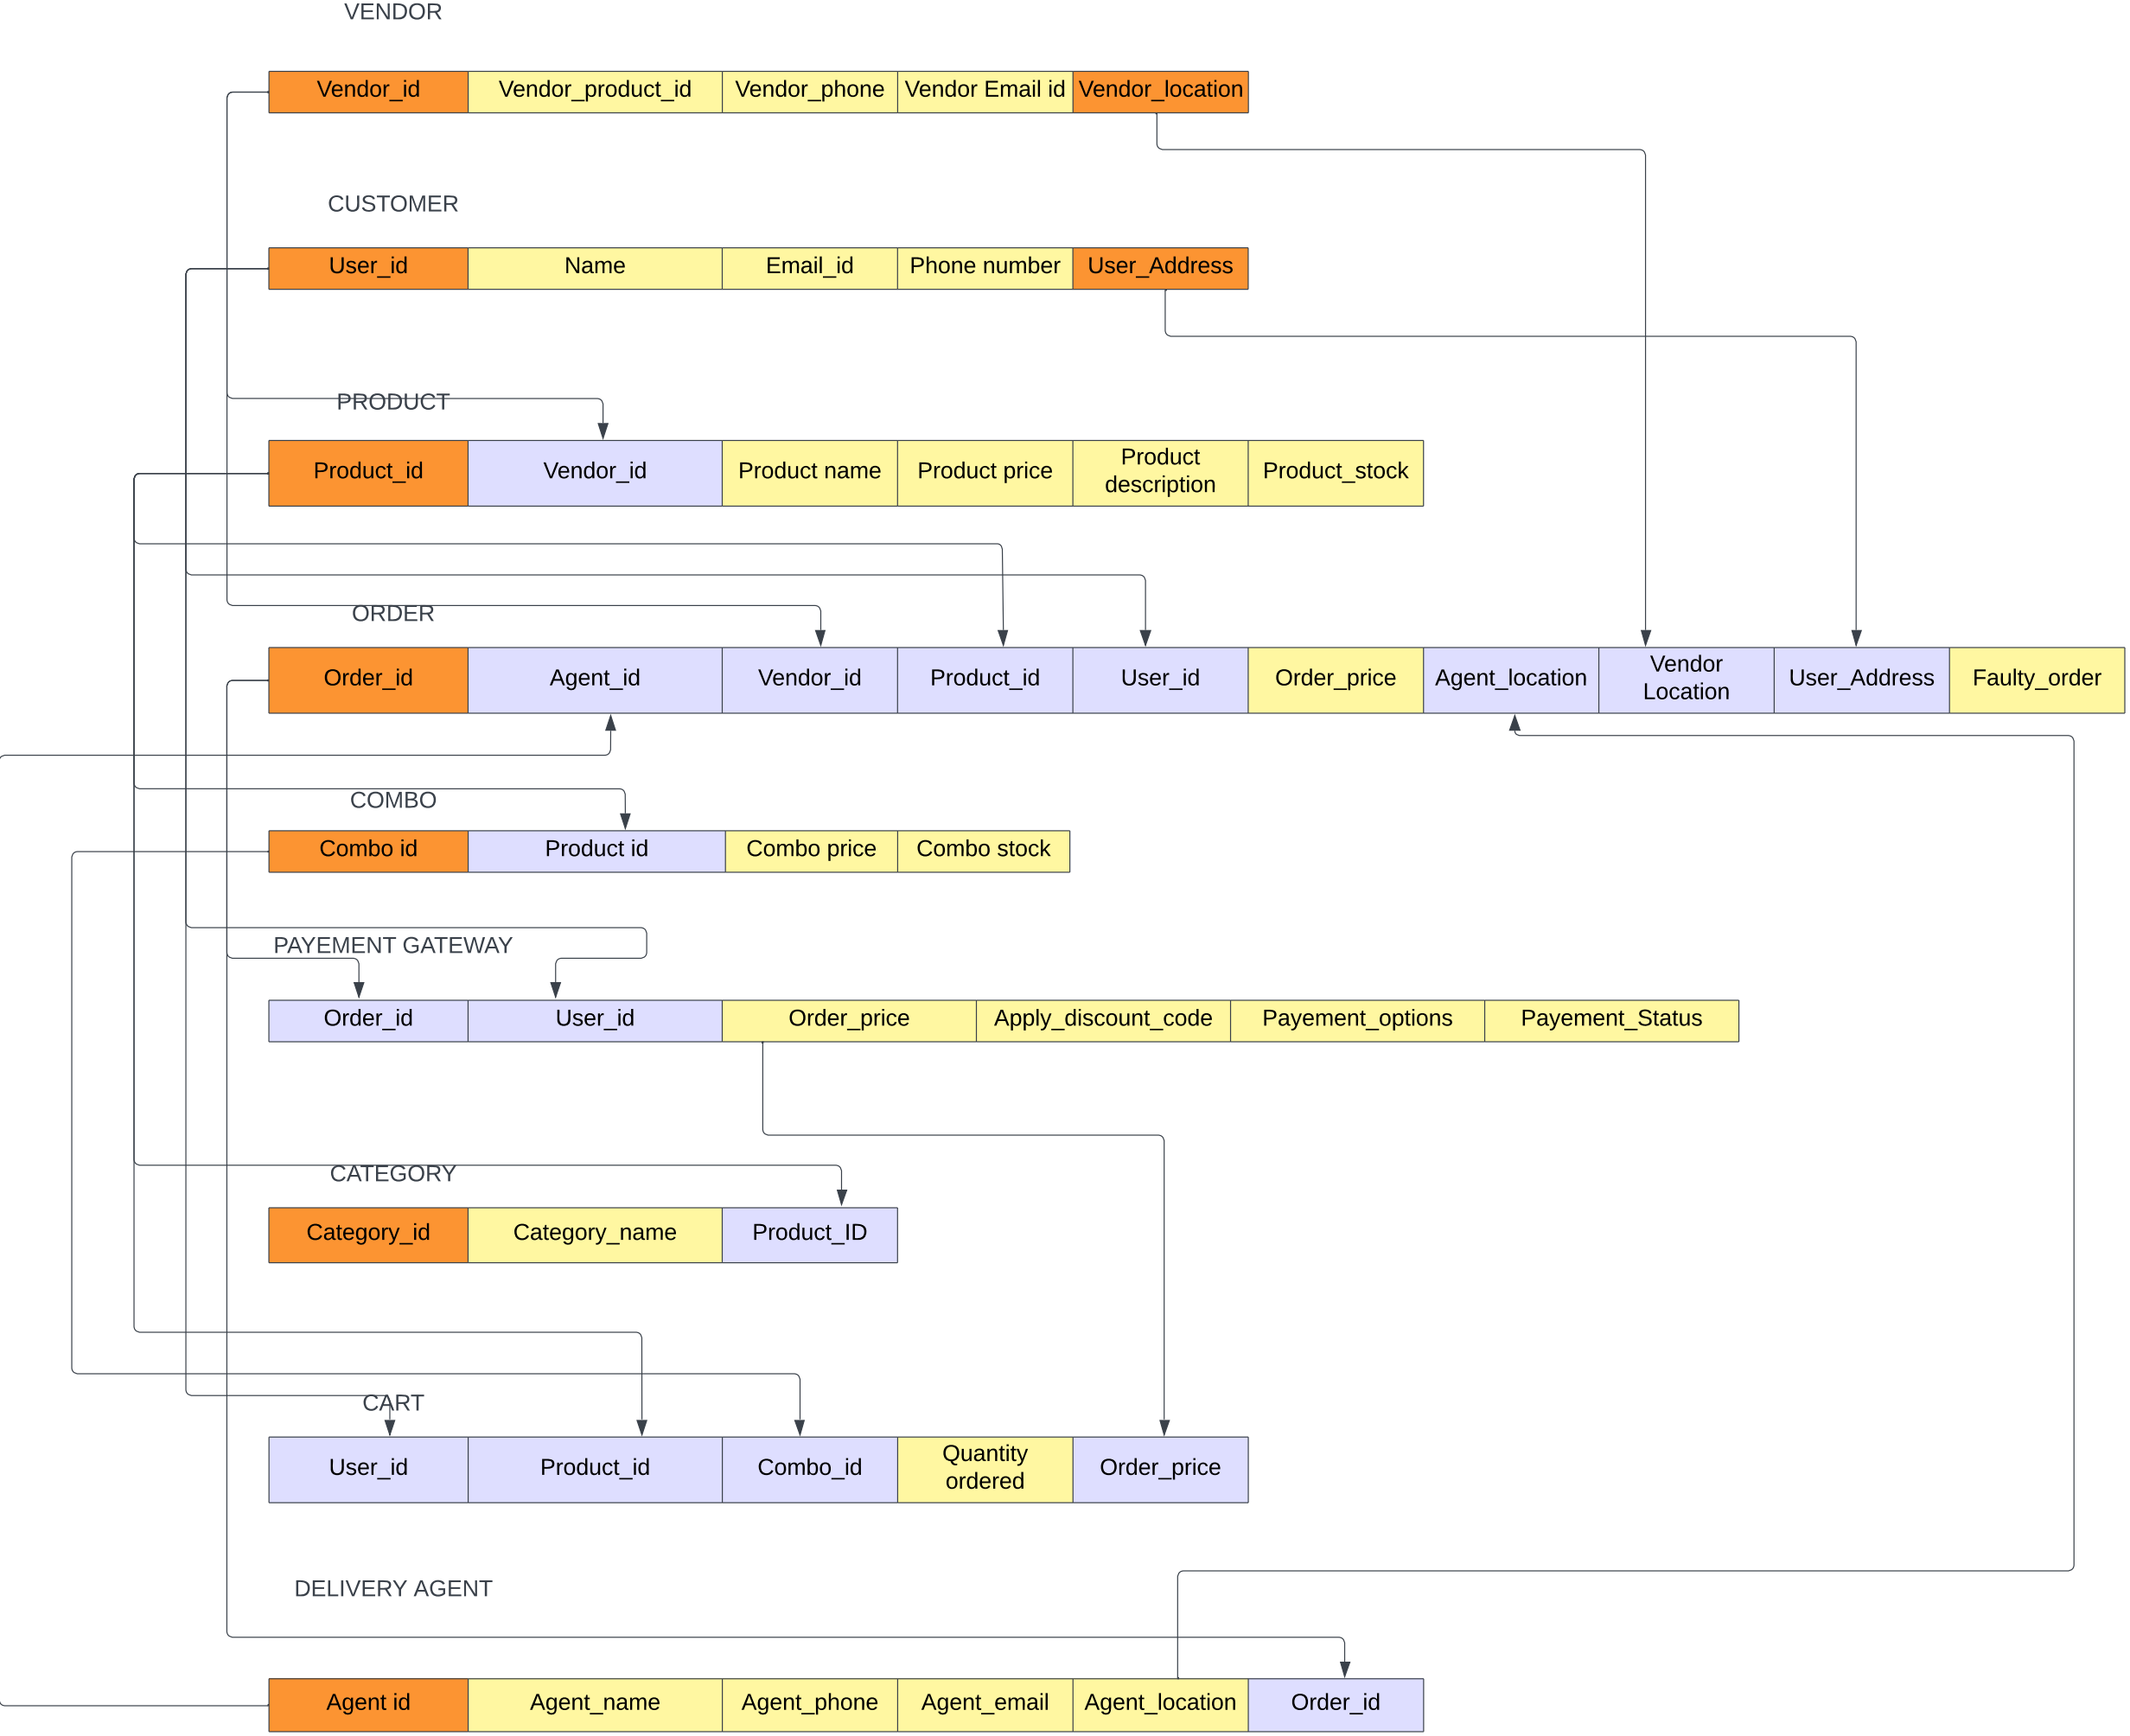 VENDOR
Vendor_id Vendor_product_id Vendor_phone Vendor Email id Vendor_location
CUSTOMER
User_id Name Email_id Phone number User_Address
PRODUCT
Product_id Vendor_id Product name Product price Product description Product_stock
ORDER
Order_id Agent_id Vendor_id Product_id User_id Order_price Agent_location Vendor Location User_Address Faulty_order
COMBO
Combo id Product id Combo price Combo stock
PAYEMENT GATEWAY
Order_id User_id Order_price Apply_discount_code Payement_options Payement_Status
CATEGORY
Category_id Category_name Product_ID
CART
User_id Product_id Combo_id Quantity ordered Order_price
DELIVERY AGENT
Agent id Agent_name Agent_phone Agent_email Agent_location Order_id